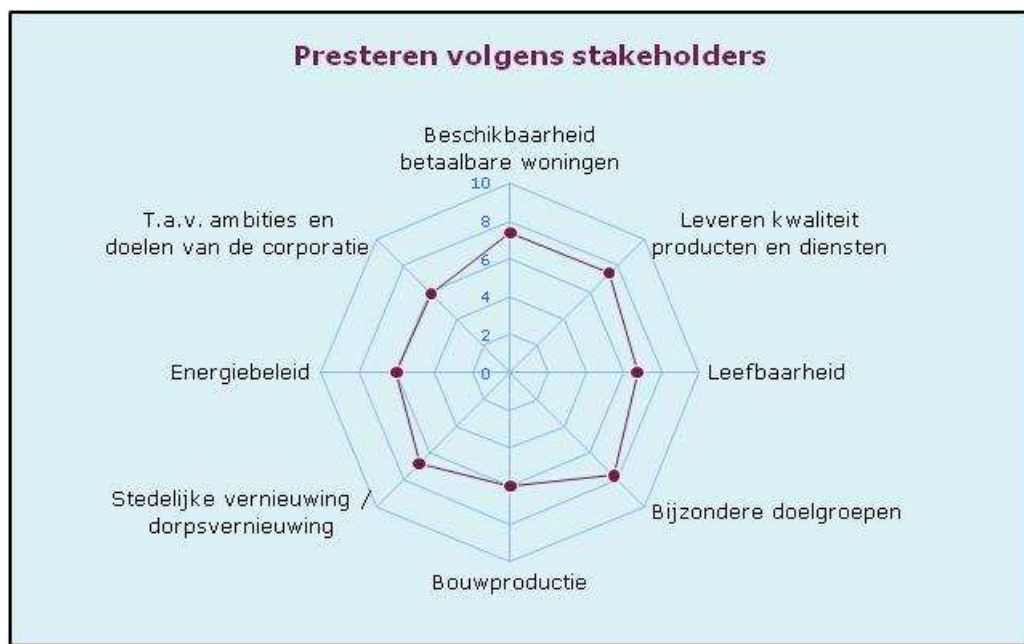 Presteren volgens stakeholders
Beschikbaarheid
betaalbare woningen
10
8
6
4
2
0
T.a.v. ambities en
doelen van de corporatie
Leveren kwaliteit
producten en diensten
Energiebeleid
Leefbaarheid
Stedelijke vernieuwing /
dorpsvernieuwing
Bijzondere doelgroepen
Bouwproductie